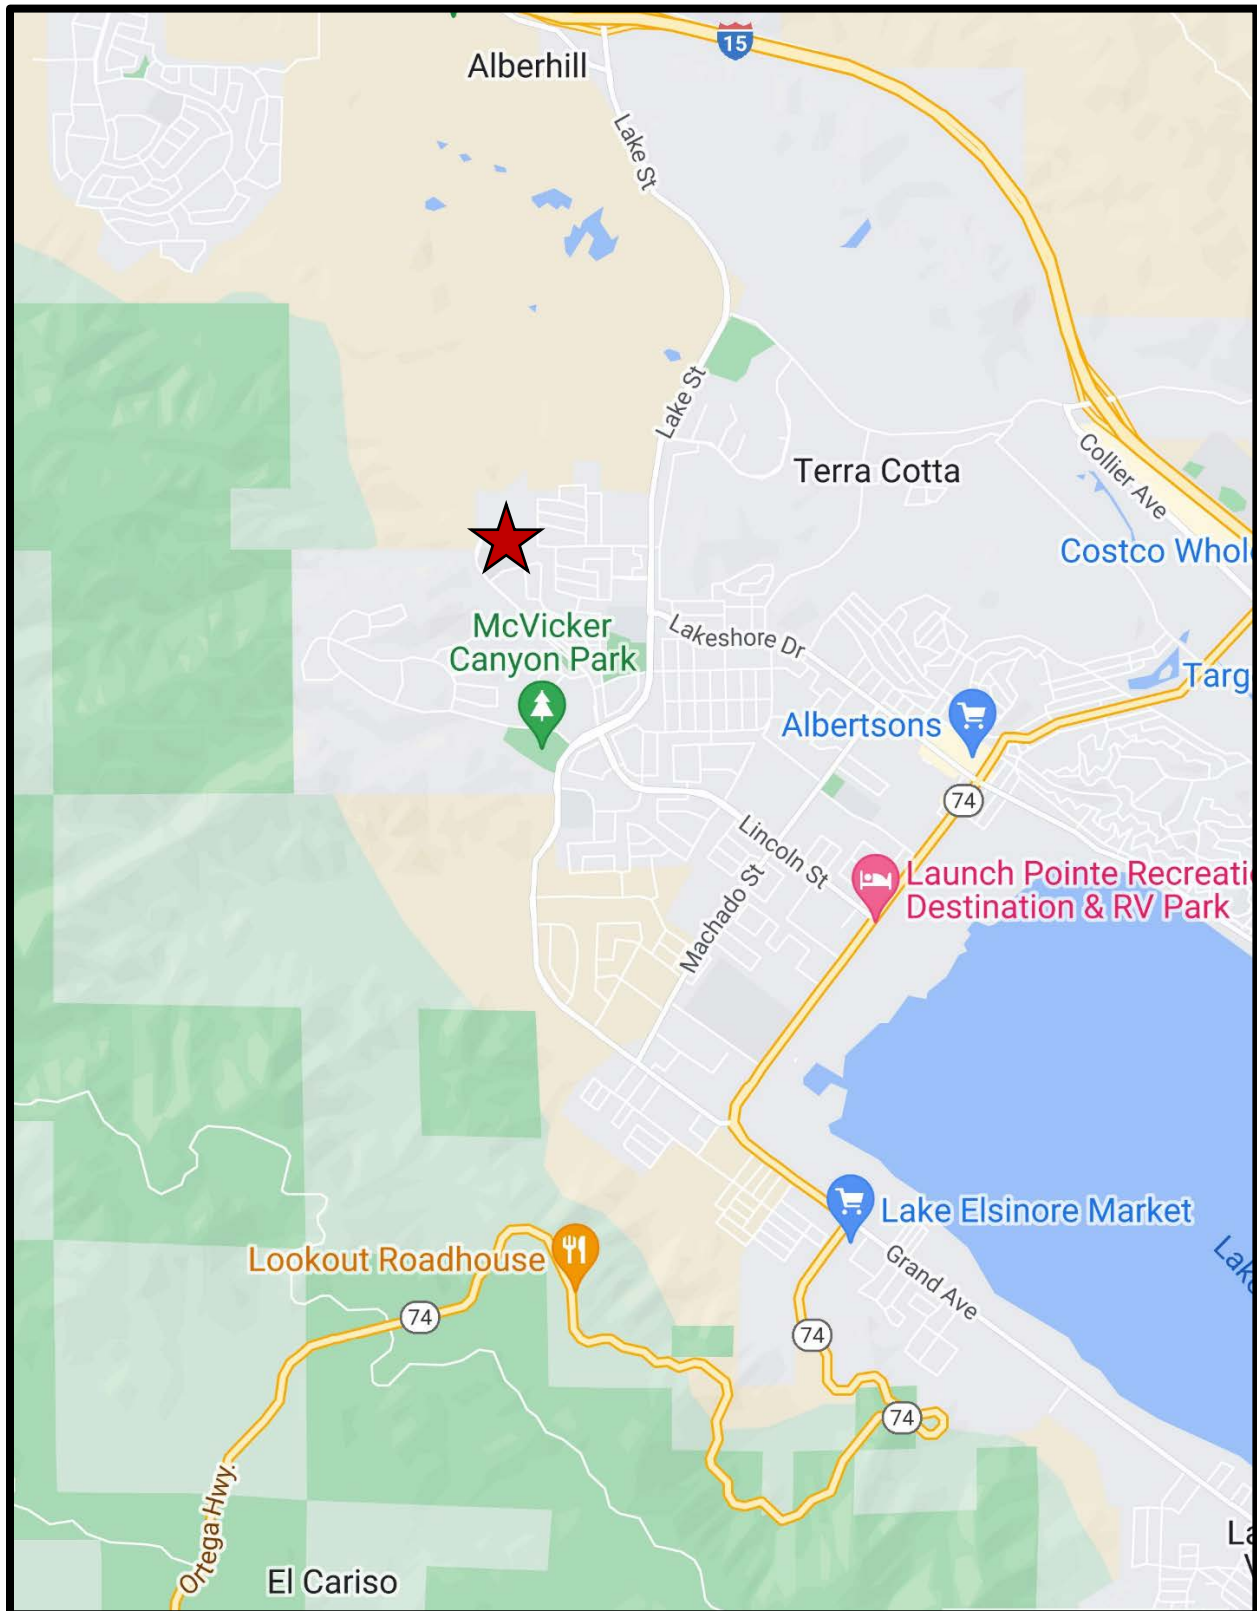 15
Alberhill
Lake St
Lake St
Terra Cotta
Collier Ave
Costco Whol
McVicker
Canyon Park
Lakeshore Dr
Targ
Albertsons
74
Lincoln St
Launch Pointe Recreati
Destination & RV Park
Machado St
Lake Elsinore Market
Lookout Roadhouse
Grand Ave
Lake
74
74
74
Ortega Hwy.
La
El Cariso